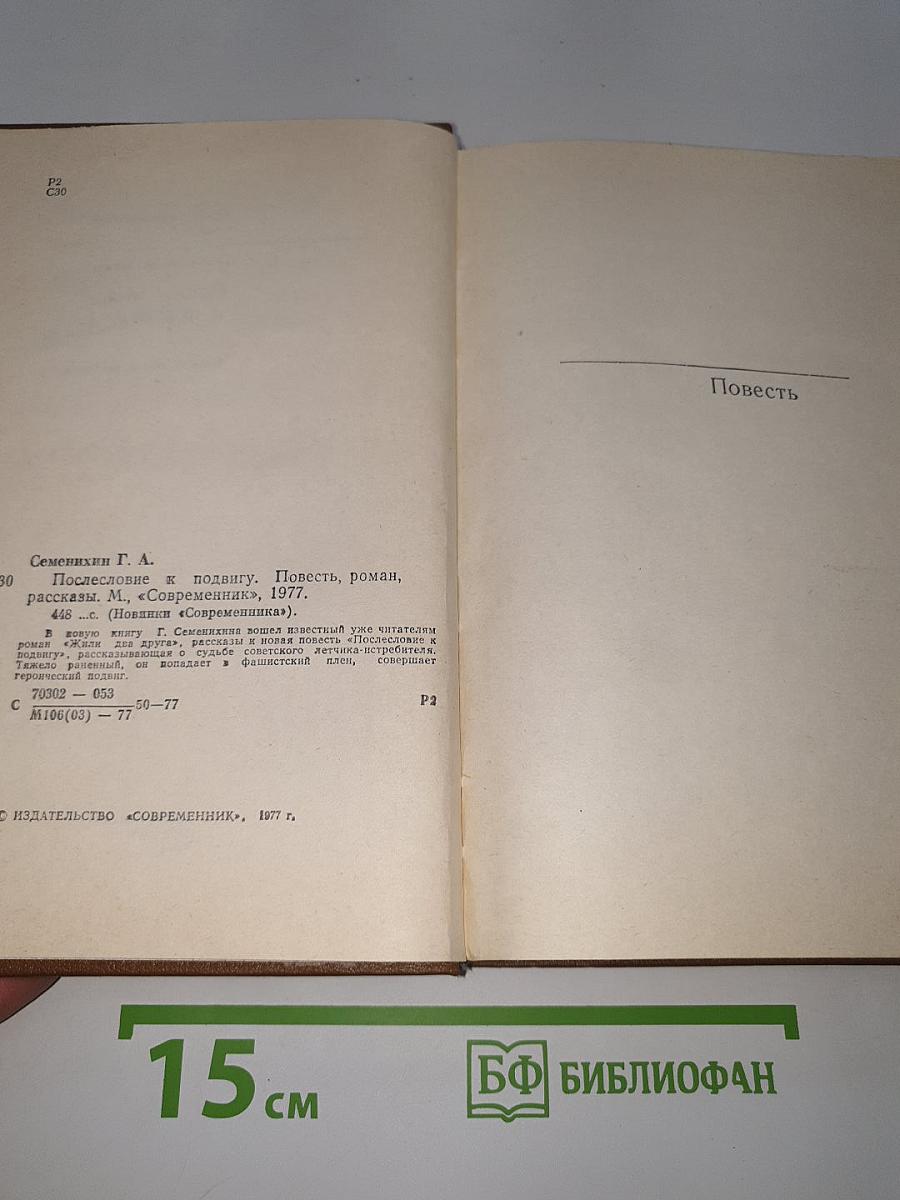 Р2
С30
Семенихин Г. А.
30 Послесловие к подвигу. Повесть, роман,
рассказы. М., «Современник», 1977.
448 ...с. (Новинки «Современника»).
В новую книгу Г. Семенихина вошел известный уже читателям
роман «Жили два друга», рассказы и новая повесть «Послесловие к
подвигу», рассказывающая о судьбе советского летчика-истребителя.
Тяжело раненный, он попадает в фашистский плен, совершает
героический подвиг.
70302 — 053
С 50—77 Р2
М106(03) — 77
© ИЗДАТЕЛЬСТВО «СОВРЕМЕННИК», 1977 г.
Повесть
15 см
БФ БИБЛИОФАН